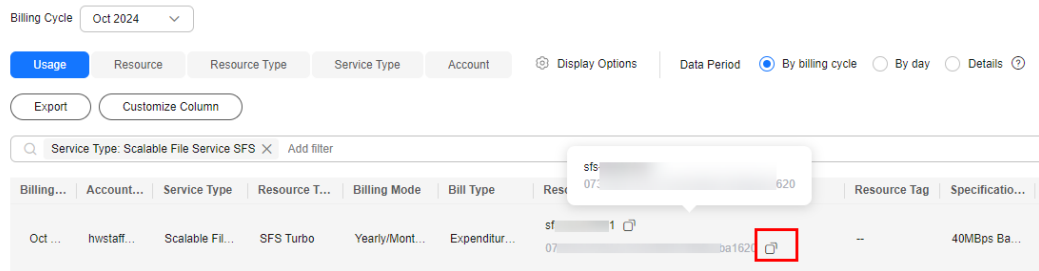 Billing Cycle Oct 2024
Usage Resource Resource Type Service Type Account Display Options Data Period By billing cycle By day Details
Export Customize Column
Service Type: Scalable File Service SFS Add filter
sfs-
073 620
Billing... Account... Service Type Resource T... Billing Mode Bill Type Reso Resource Tag Specificatio...
sf 1
Oct ... hwstaff... Scalable Fil... SFS Turbo Yearly/Mont... Expenditur... -- 40MBps Ba...
07 ba1620